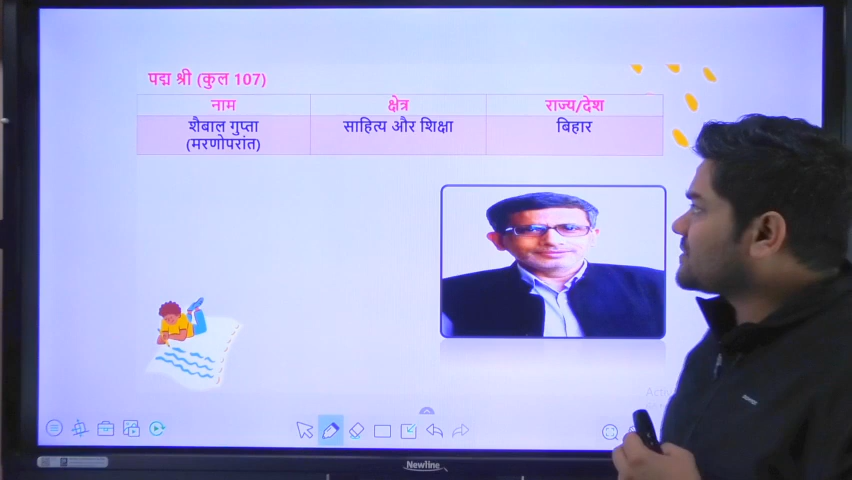 पद्म श्री (कुल 107)
नाम क्षेत्र राज्य/देश
शैबाल गुप्ता साहित्य और शिक्षा बिहार
(मरणोपरांत)
Newline